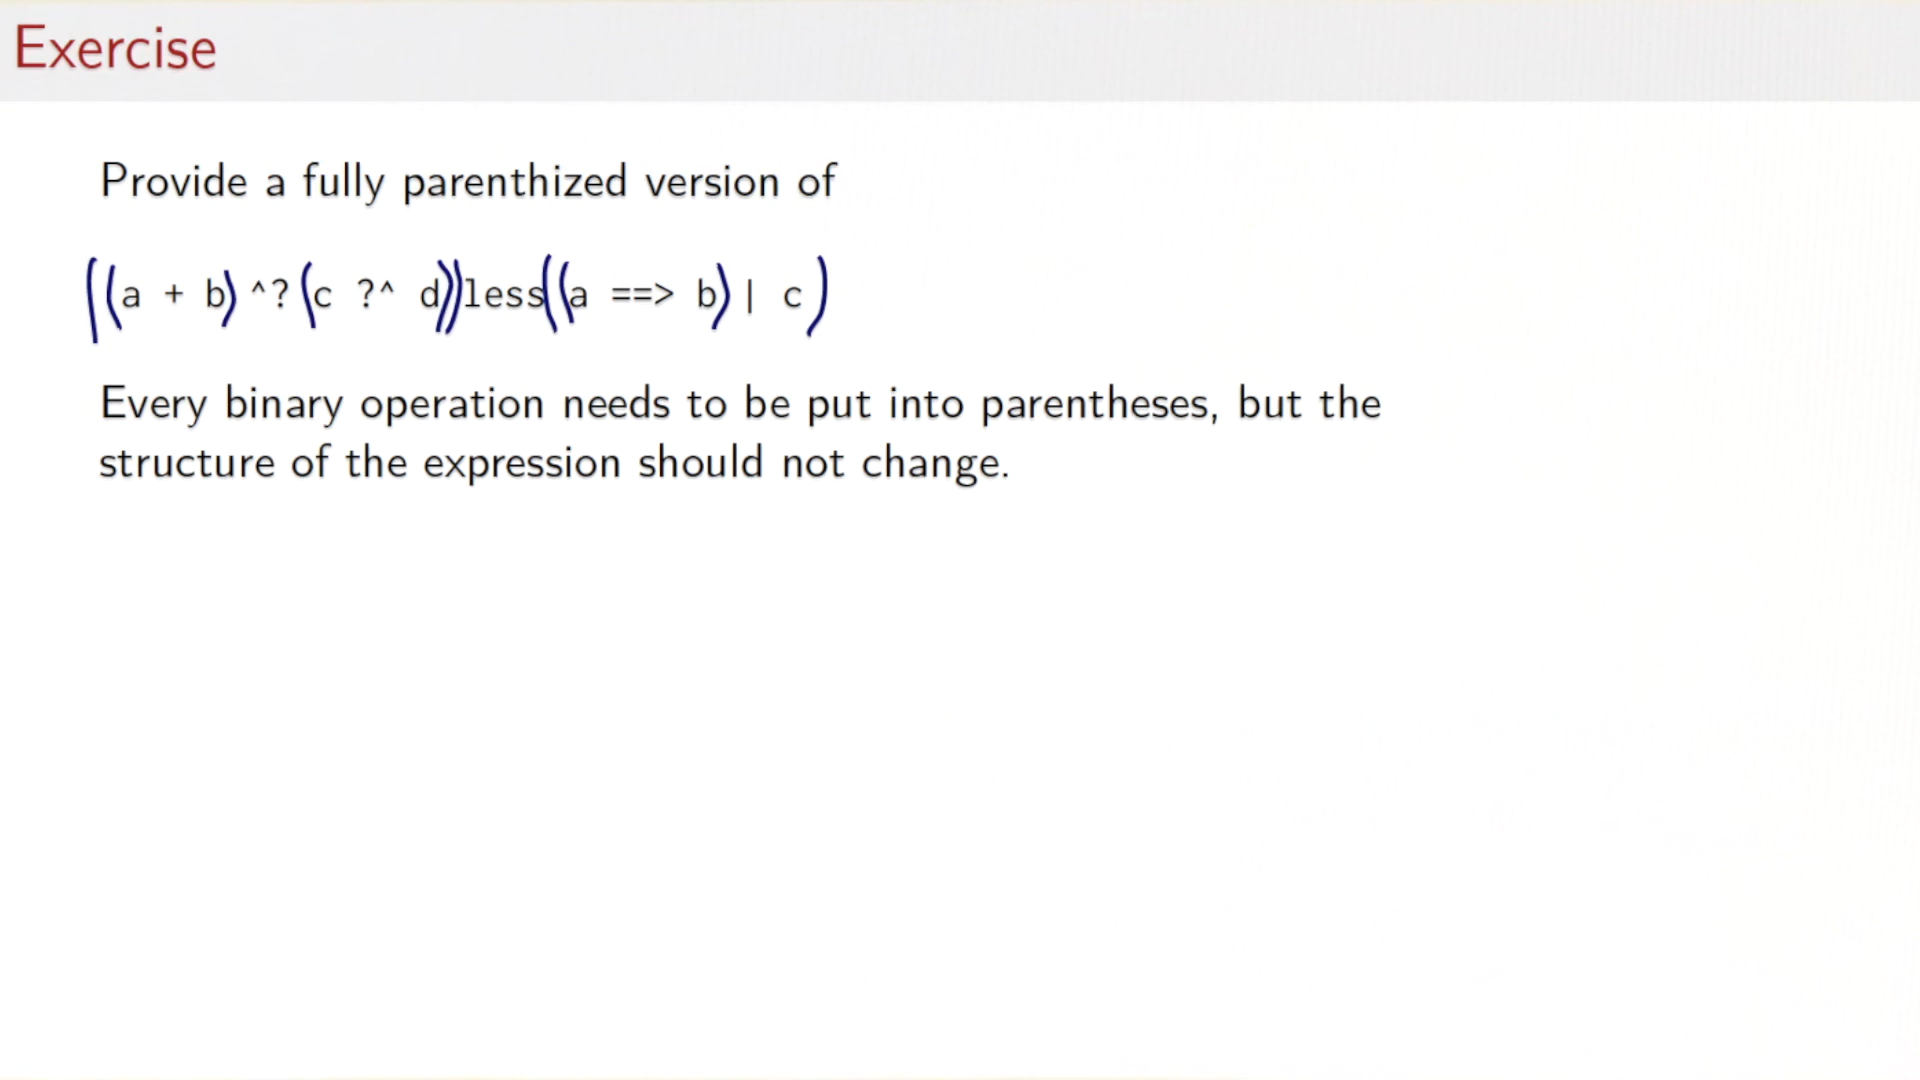 Exercise
Provide a fully parenthized version of
((a + b) ^? (c ?^ d)) less ((a ==> b) | c)
Every binary operation needs to be put into parentheses, but the
structure of the expression should not change.